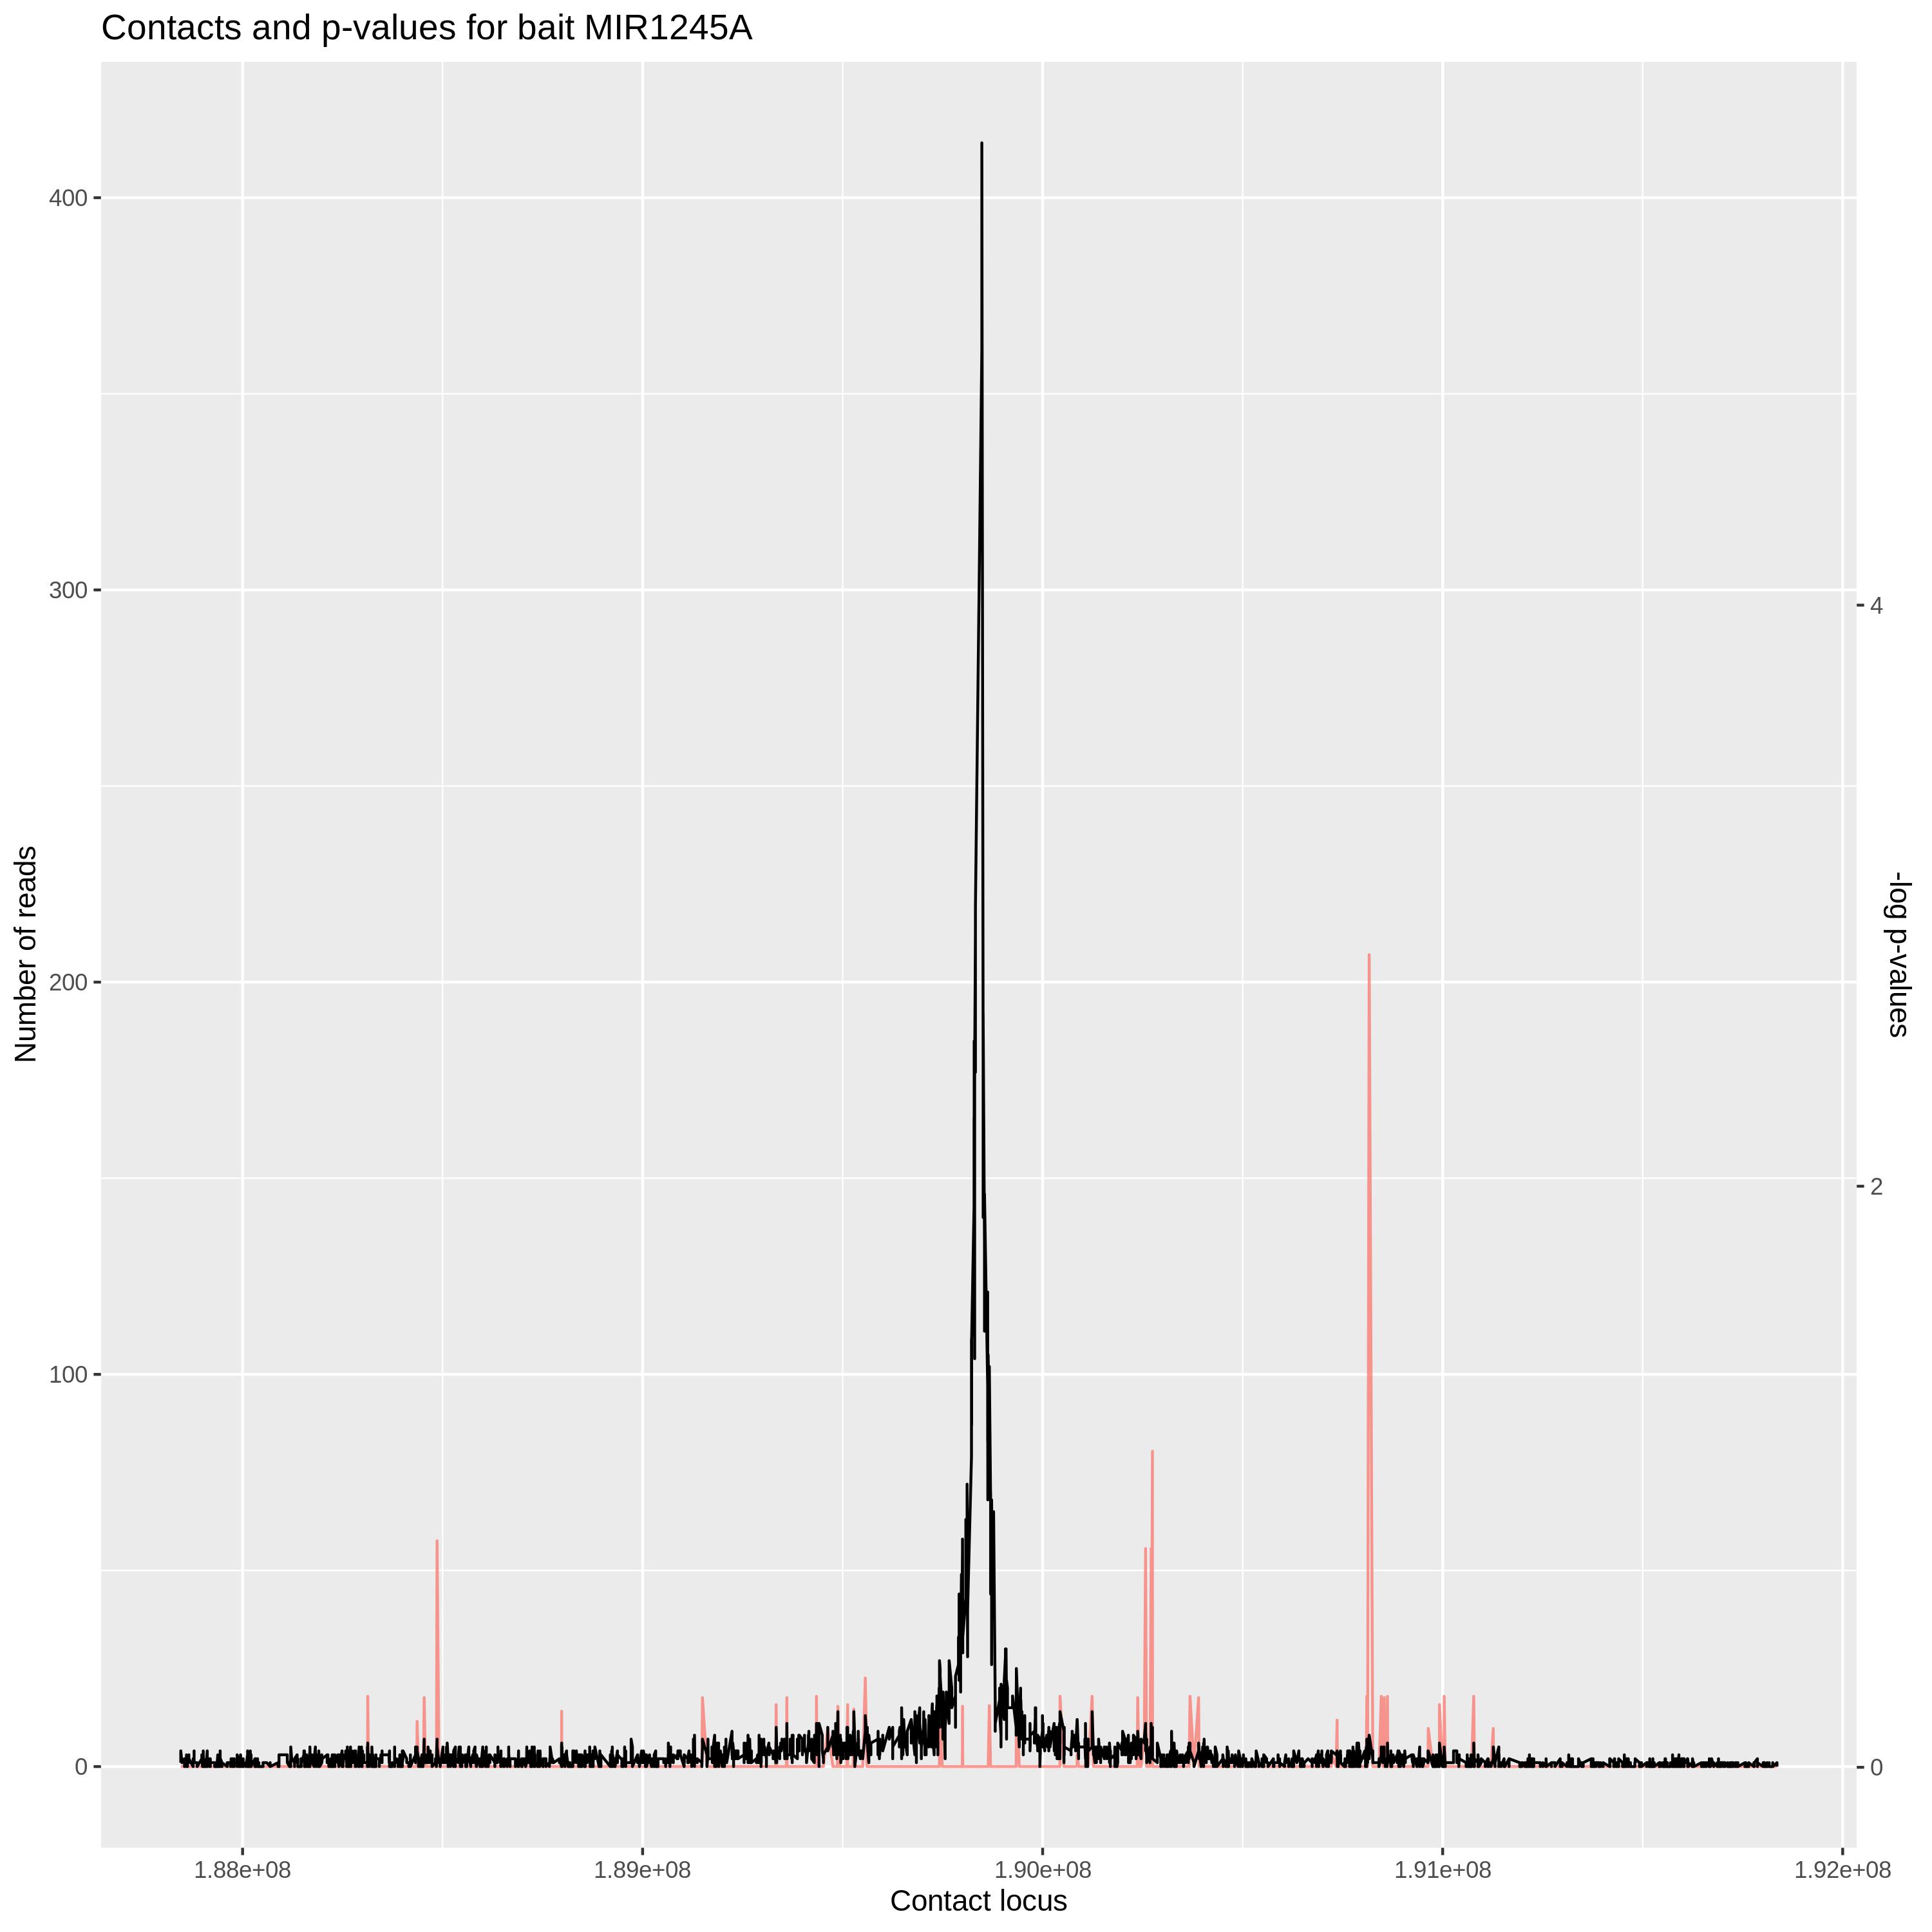 Contacts and p-values for bait MIR1245A
400
300
200
100
0
Number of reads
4
2
0
-log p-values
1.88e+08
1.89e+08
1.90e+08
1.91e+08
1.92e+08
Contact locus